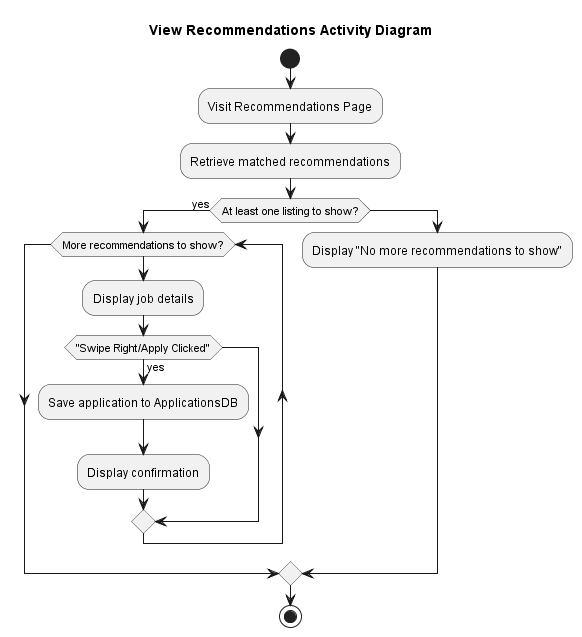 View Recommendations Activity Diagram
Visit Recommendations Page
Retrieve matched recommendations
yes
At least one listing to show?
More recommendations to show?
Display "No more recommendations to show"
Display job details
"Swipe Right/Apply Clicked"
yes
Save application to ApplicationsDB
Display confirmation